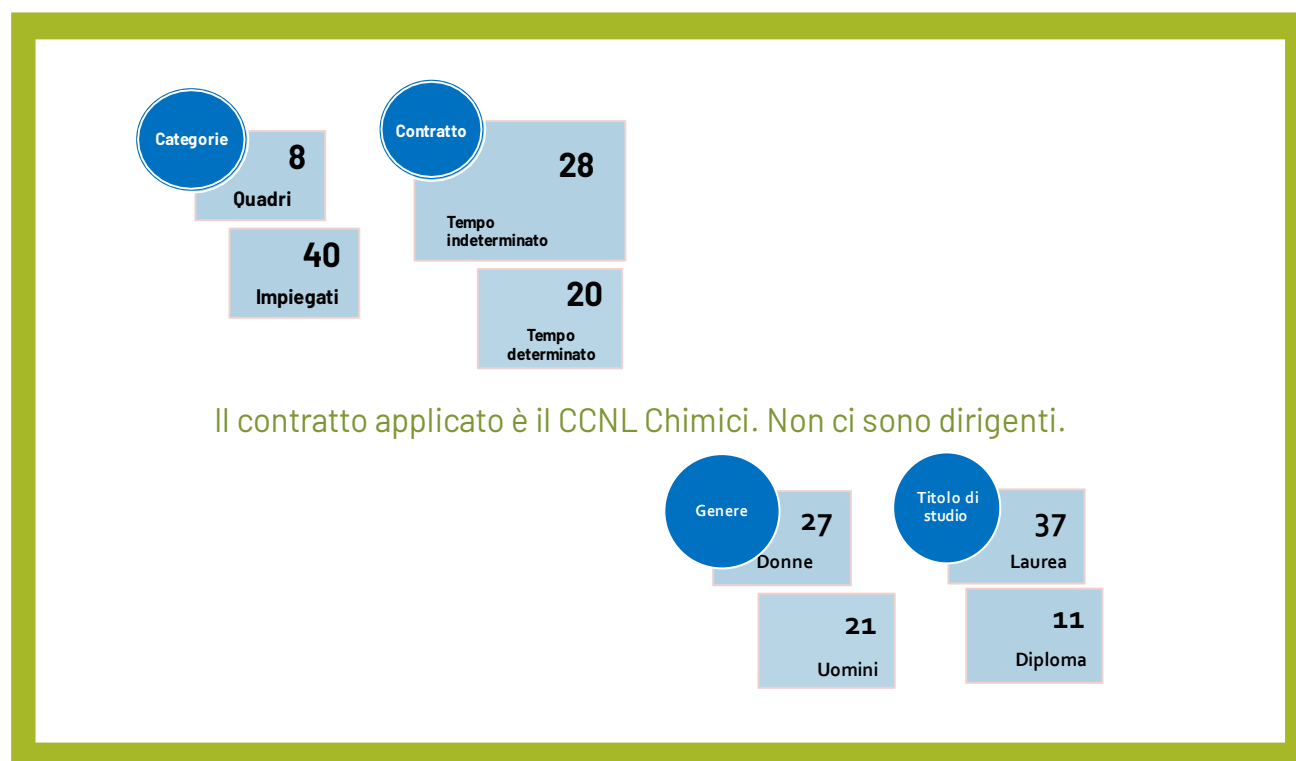 Categorie
8
Quadri
40
Impiegati
Contratto
28
Tempo
indeterminato
20
Tempo
determinato
Il contratto applicato è il CCNL Chimici. Non ci sono dirigenti.
Genere
27
Donne
21
Uomini
Titolo di
studio
37
Laurea
11
Diploma